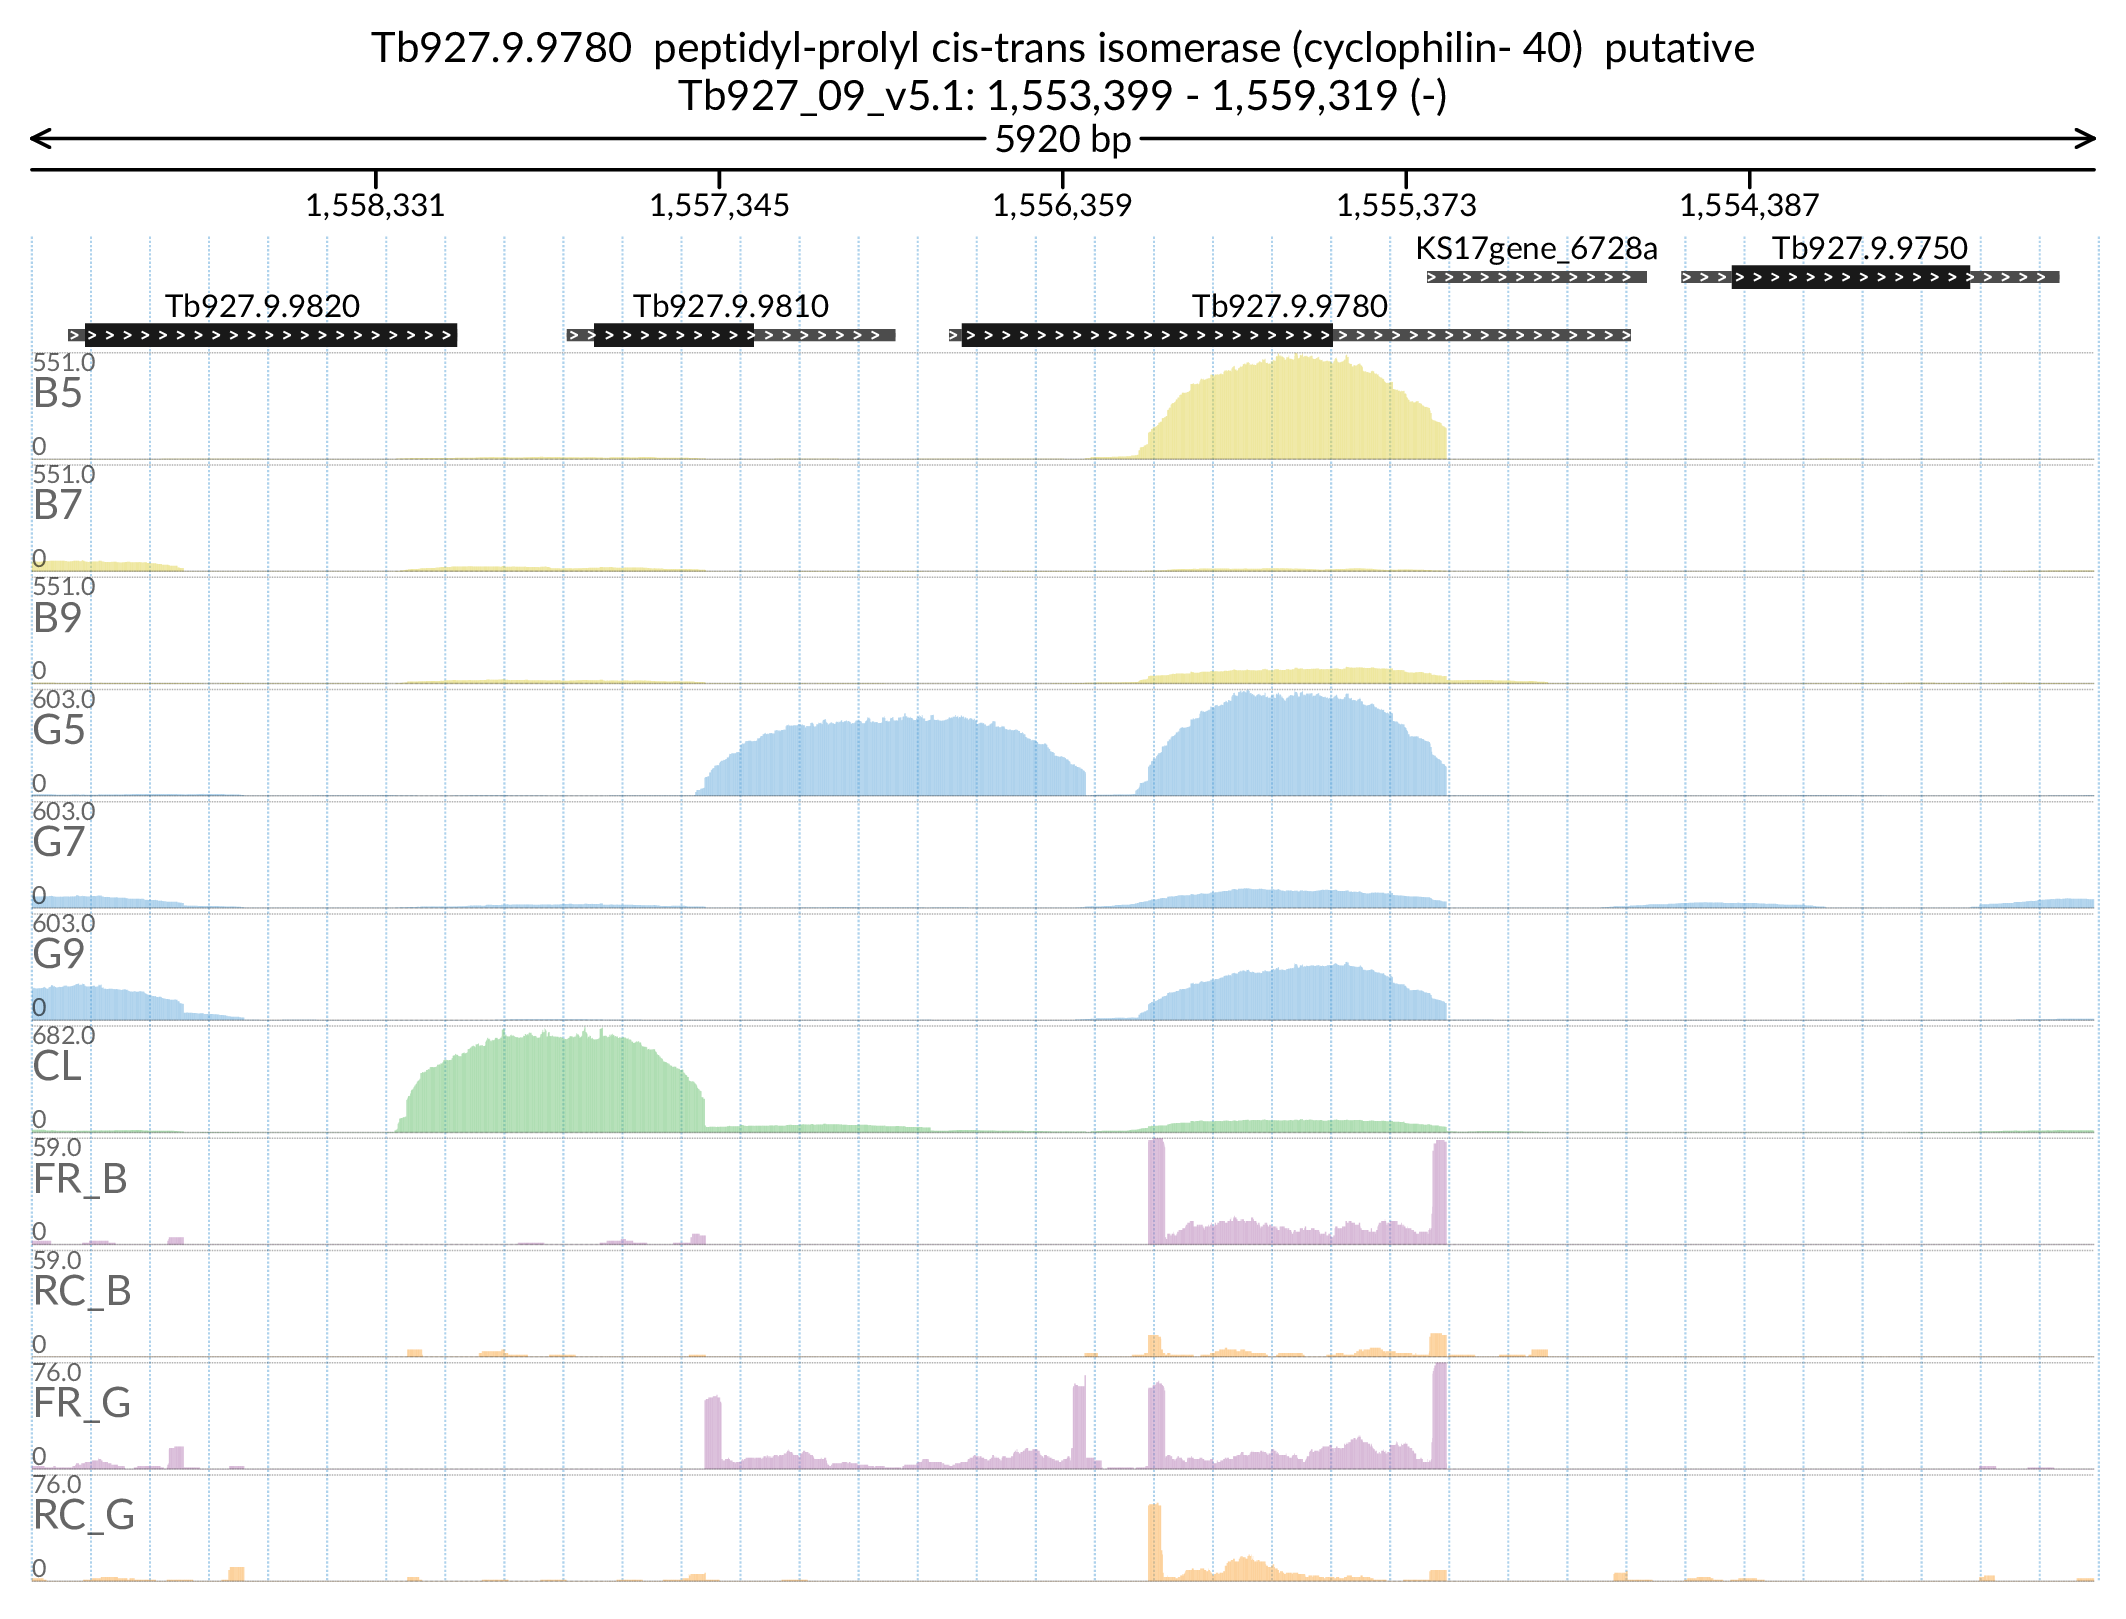 Tb927.9.9780  peptidyl-prolyl cis-trans isomerase (cyclophilin- 40)  putative
Tb927_09_v5.1: 1,553,399 - 1,559,319 (-)
5920 bp
1,558,331 1,557,345 1,556,359 1,555,373 1,554,387
KS17gene_6728a Tb927.9.9750
Tb927.9.9820 Tb927.9.9810 Tb927.9.9780
551.0
B5
0
551.0
B7
0
551.0
B9
0
603.0
G5
0
603.0
G7
0
603.0
G9
0
682.0
CL
0
59.0
FR_B
0
59.0
RC_B
0
76.0
FR_G
0
76.0
RC_G
0